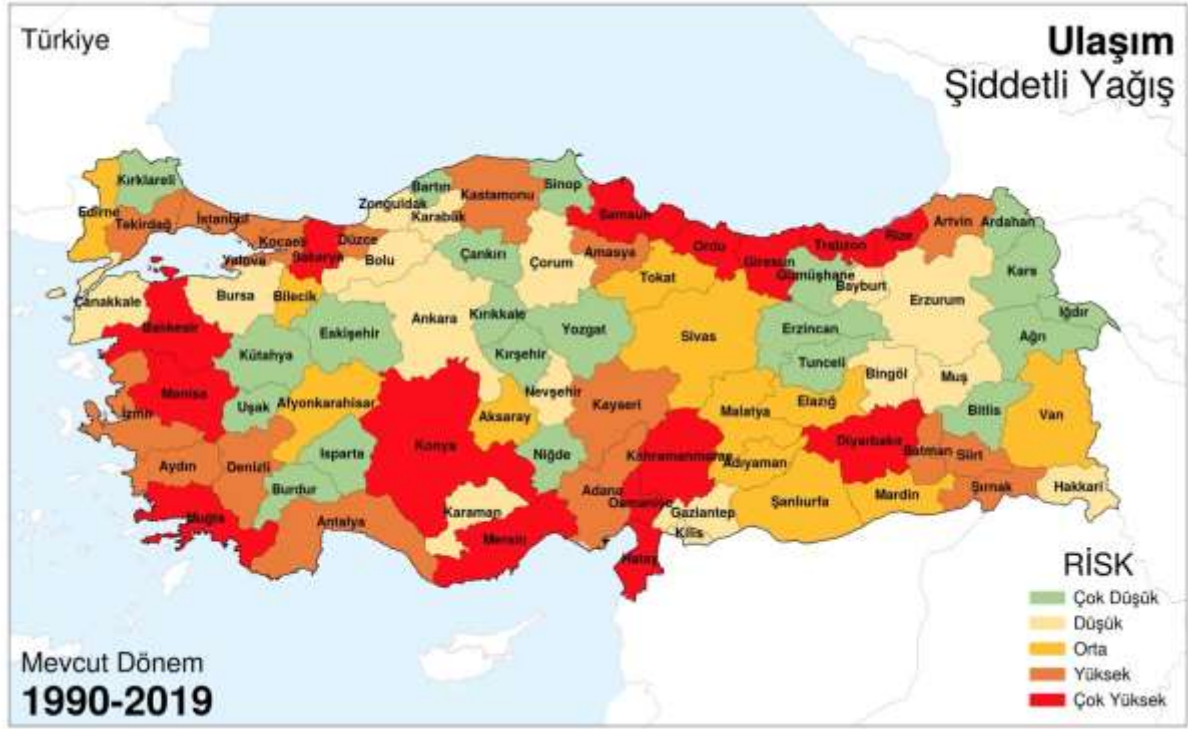 Türkiye
Ulaşım
Şiddetli Yağış
Kırklareli
Edirne
Tekirdağ
İstanbul
Kocaeli
Yalova
Sakarya
Düzce
Bolu
Zonguldak
Bartın
Karabük
Kastamonu
Sinop
Samsun
Ordu
Giresun
Trabzon
Rize
Artvin
Ardahan
Çanakkale
Bursa
Bilecik
Çankırı
Çorum
Amasya
Tokat
Gümüşhane
Bayburt
Erzurum
Kars
Iğdır
Balıkesir
Kütahya
Eskişehir
Ankara
Kırıkkale
Yozgat
Sivas
Erzincan
Tunceli
Ağrı
Manisa
Uşak
Afyonkarahisar
Kırşehir
Nevşehir
Kayseri
Malatya
Elazığ
Bingöl
Muş
Bitlis
Van
İzmir
Aydın
Denizli
Isparta
Burdur
Konya
Aksaray
Niğde
Kahramanmaraş
Adıyaman
Diyarbakır
Batman
Siirt
Şırnak
Hakkari
Muğla
Antalya
Karaman
Mersin
Adana
Osmaniye
Gaziantep
Kilis
Şanlıurfa
Mardin
Hatay
RİSK
Çok Düşük
Düşük
Orta
Yüksek
Çok Yüksek
Mevcut Dönem
1990-2019